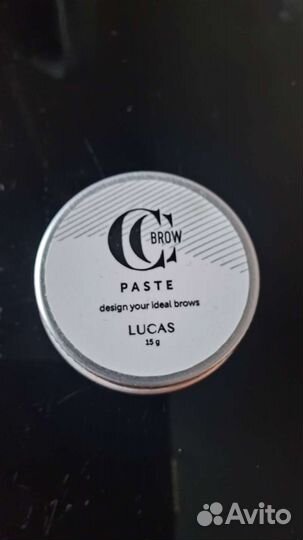 CC BROW
PASTE
design your ideal brows
LUCAS
15 g
Avito